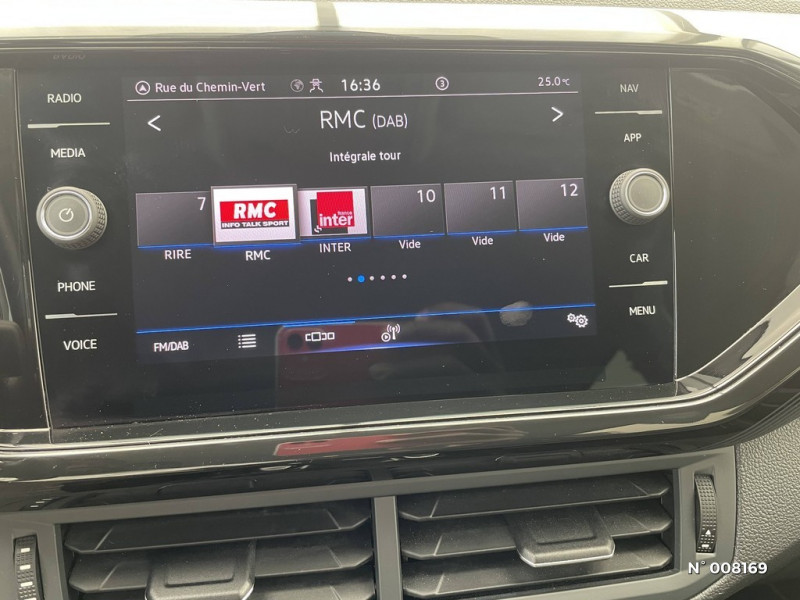 RADIO
MEDIA
PHONE
VOICE
Rue du Chemin-Vert 16:36 3 25.0°C
< RMC (DAB) >
Intégrale tour
7 10 11 12
RMC
INFO TALK SPORT
france
inter
RIRE RMC INTER Vide Vide Vide
FM/DAB
NAV
APP
CAR
MENU
N° 008169